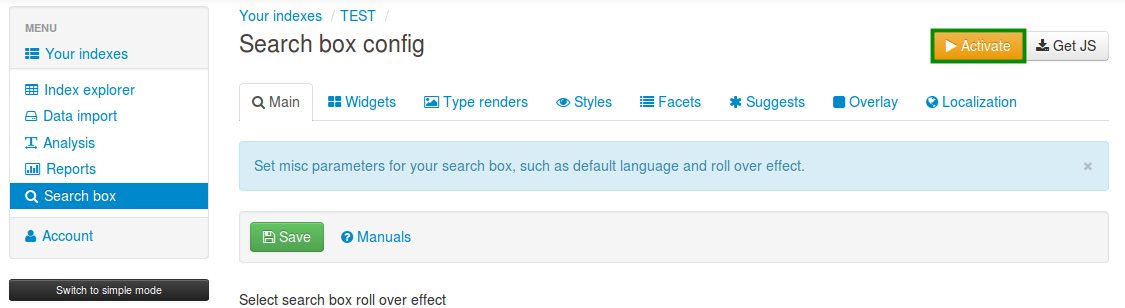 MENU
Your indexes
Index explorer
Data import
Analysis
Reports
Search box
Account
Switch to simple mode
Your indexes / TEST /
Search box config
Activate Get JS
Main Widgets Type renders Styles Facets Suggests Overlay Localization
Set misc parameters for your search box, such as default language and roll over effect. ×
Save Manuals
Select search box roll over effect